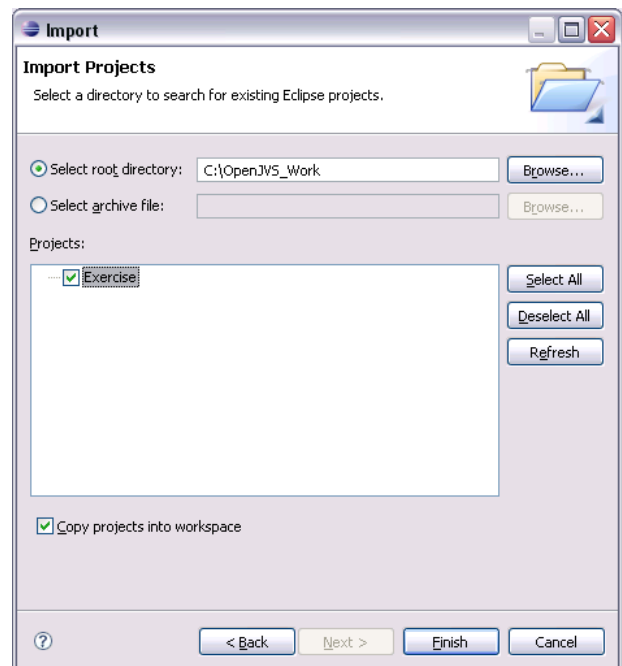 Import
Import Projects
Select a directory to search for existing Eclipse projects.
Select root directory: C:\OpenJVS_Work Browse...
Select archive file: Browse...
Projects:
Exercise
Select All
Deselect All
Refresh
Copy projects into workspace
? < Back Next > Finish Cancel